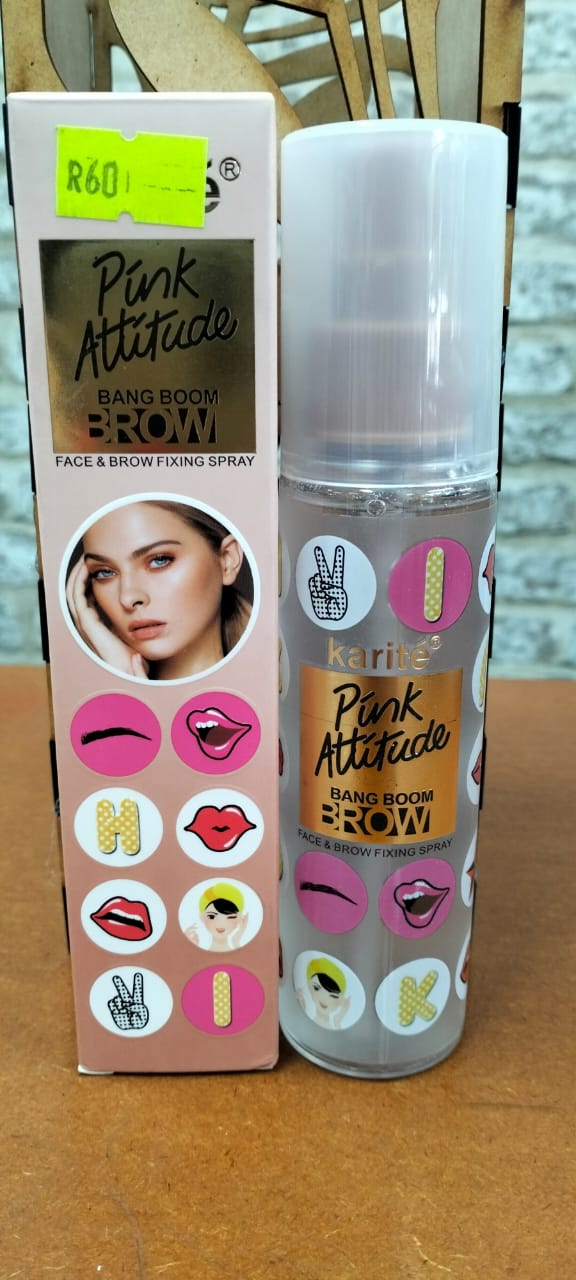 R60
é®
Pink
Attitude
BANG BOOM
BROW
FACE & BROW FIXING SPRAY
H
I
I
karité®
Pink
Attitude
BANG BOOM
BROW
FACE & BROW FIXING SPRAY
K